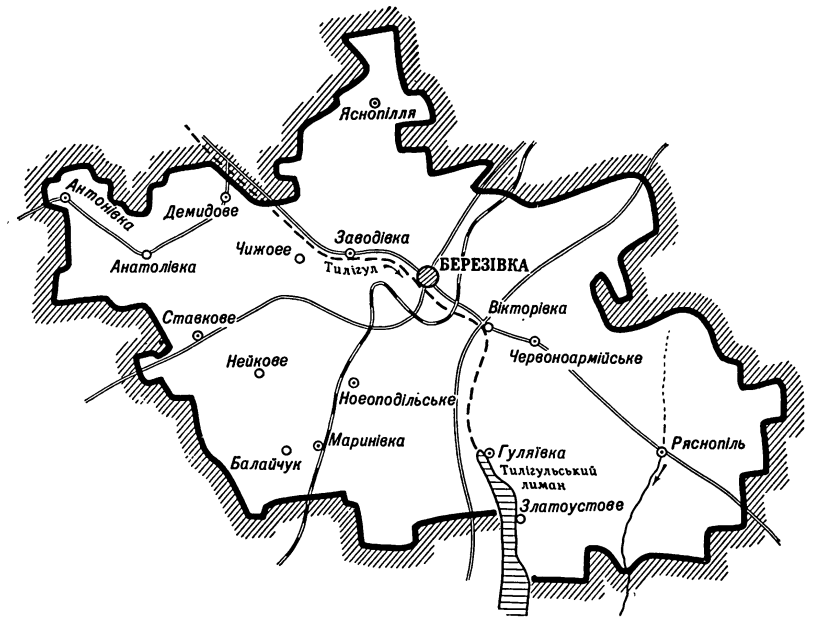 Яснопілля
Антонівка
Демидове
Заводівка
Чижове
Анатолівка
Тилігул
БЕРЕЗІВКА
Ставкове
Вікторівка
Червоноармійське
Нейкове
Новоподільське
Маринівка
Балайчук
Гуляївка
Тилігульський
лиман
Ряснопіль
Златоустове